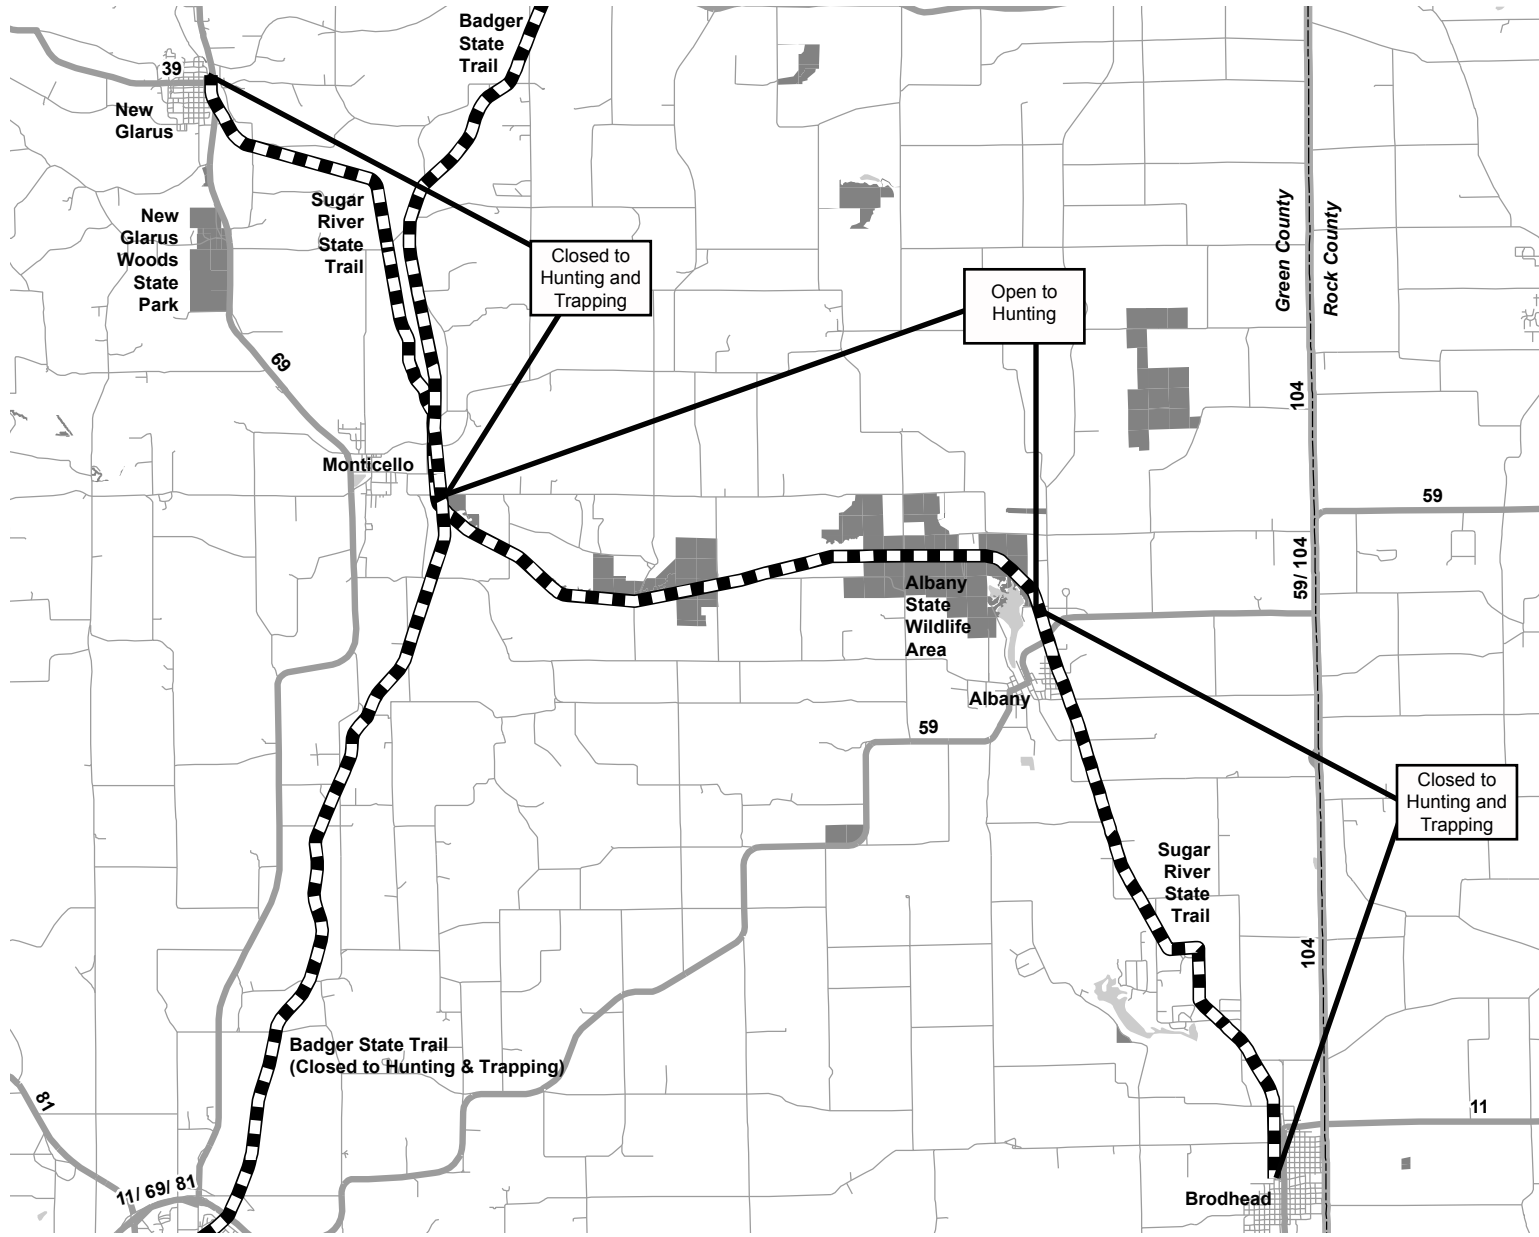 Badger
State
Trail
39
New
Glarus
Sugar
River
State
Trail
New
Glarus
Woods
State
Park
Closed to
Hunting and
Trapping
Open to
Hunting
Green County
Rock County
69
104
Monticello
59
59/ 104
Albany
State
Wildlife
Area
Albany
59
Closed to
Hunting and
Trapping
Sugar
River
State
Trail
104
Badger State Trail
(Closed to Hunting & Trapping)
81
11
11/ 69/ 81
Brodhead